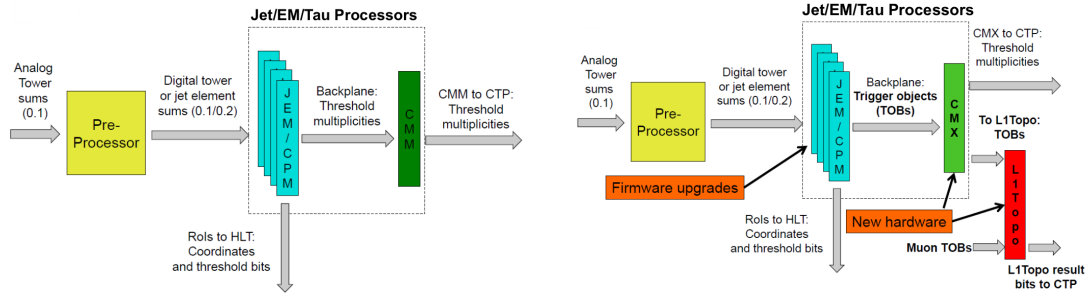 Jet/EM/Tau Processors
Analog
Tower
sums
(0.1)
Pre-
Processor
Digital tower
or jet element
sums (0.1/0.2)
JEM/CPM
Backplane:
Threshold
multiplicities
CMM
CMM to CTP:
Threshold
multiplicities
RoIs to HLT:
Coordinates
and threshold bits
Jet/EM/Tau Processors
Analog
Tower
sums
(0.1)
Pre-
Processor
Digital tower
or jet element
sums (0.1/0.2)
JEM/CPM
Backplane:
Trigger objects
(TOBs)
CMX
CMX to CTP:
Threshold
multiplicities
To L1Topo:
TOBs
L1Topo
Firmware upgrades
New hardware
RoIs to HLT:
Coordinates
and threshold bits
Muon TOBs
L1Topo result
bits to CTP